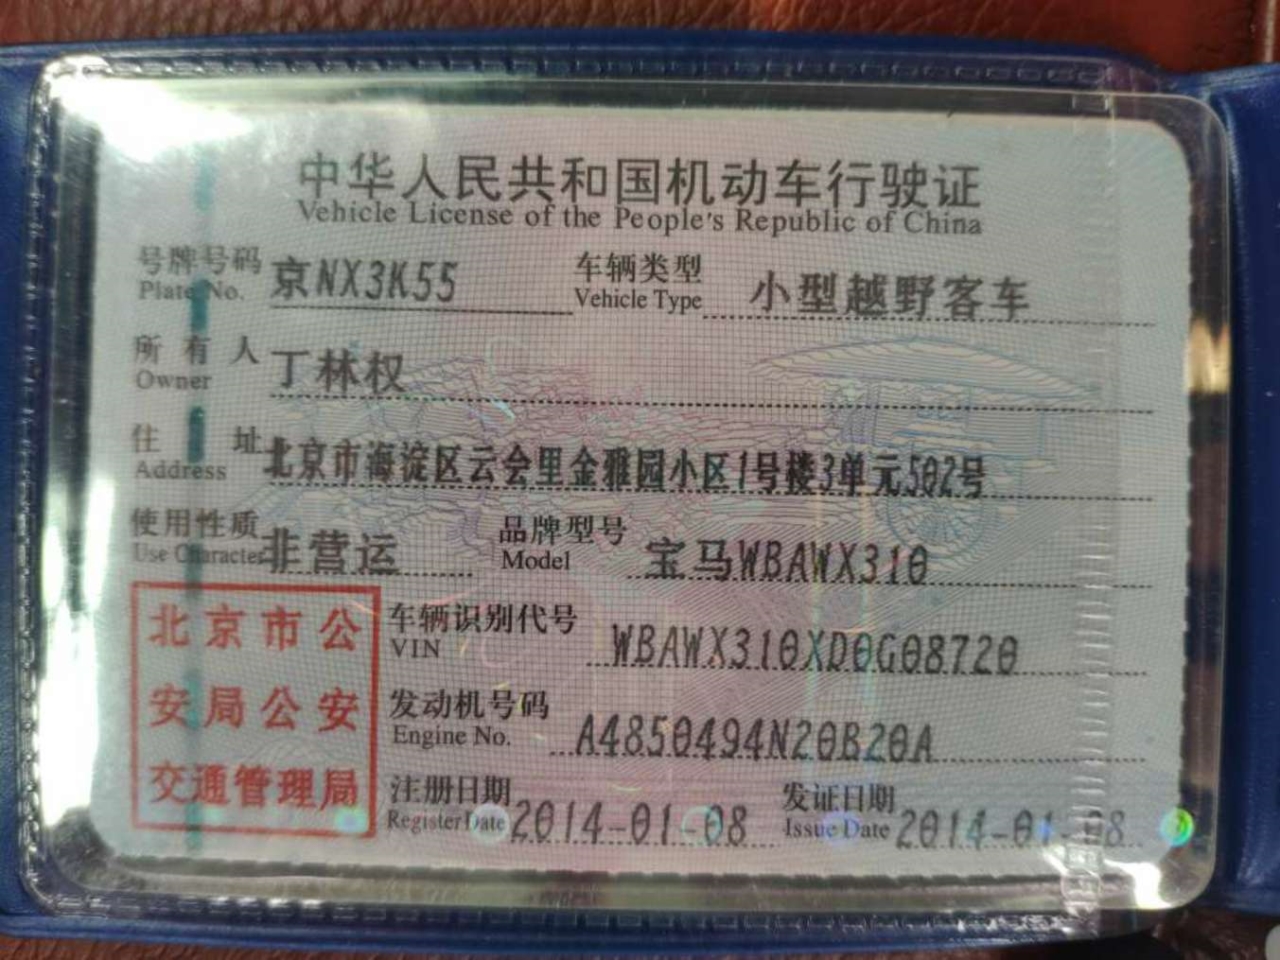 中华人民共和国机动车行驶证
Vehicle License of the People's Republic of China
号牌号码 京NX3K55 车辆类型 小型越野客车
Plate No. Vehicle Type
所有人 丁林权
Owner
住址 北京市海淀区云会里金雅园小区1号楼3单元502号
Address
使用性质 非营运 品牌型号 宝马WBAWX310
Use Character Model
北京市公
安局公安
交通管理局
车辆识别代号 WBAWX310XD0G08720
VIN
发动机号码 A4850494N20B20A
Engine No.
注册日期 2014-01-08 发证日期 2014-01-08
Register Date Issue Date